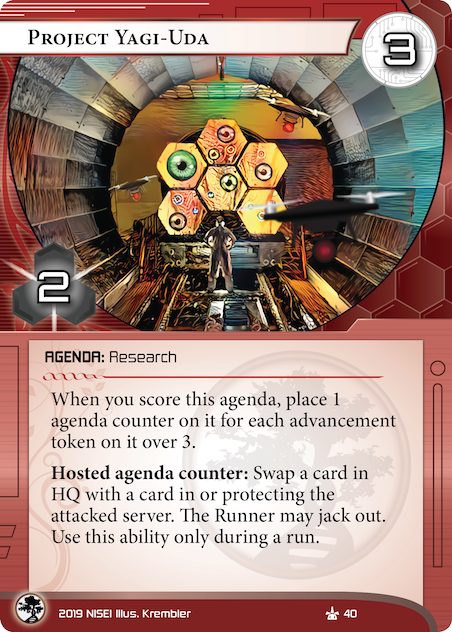 Project Yagi-Uda
3
2
AGENDA: Research
When you score this agenda, place 1
agenda counter on it for each advancement
token on it over 3.
Hosted agenda counter: Swap a card in
HQ with a card in or protecting the
attacked server. The Runner may jack out.
Use this ability only during a run.
2019 NISEI Illus. Krembler
40